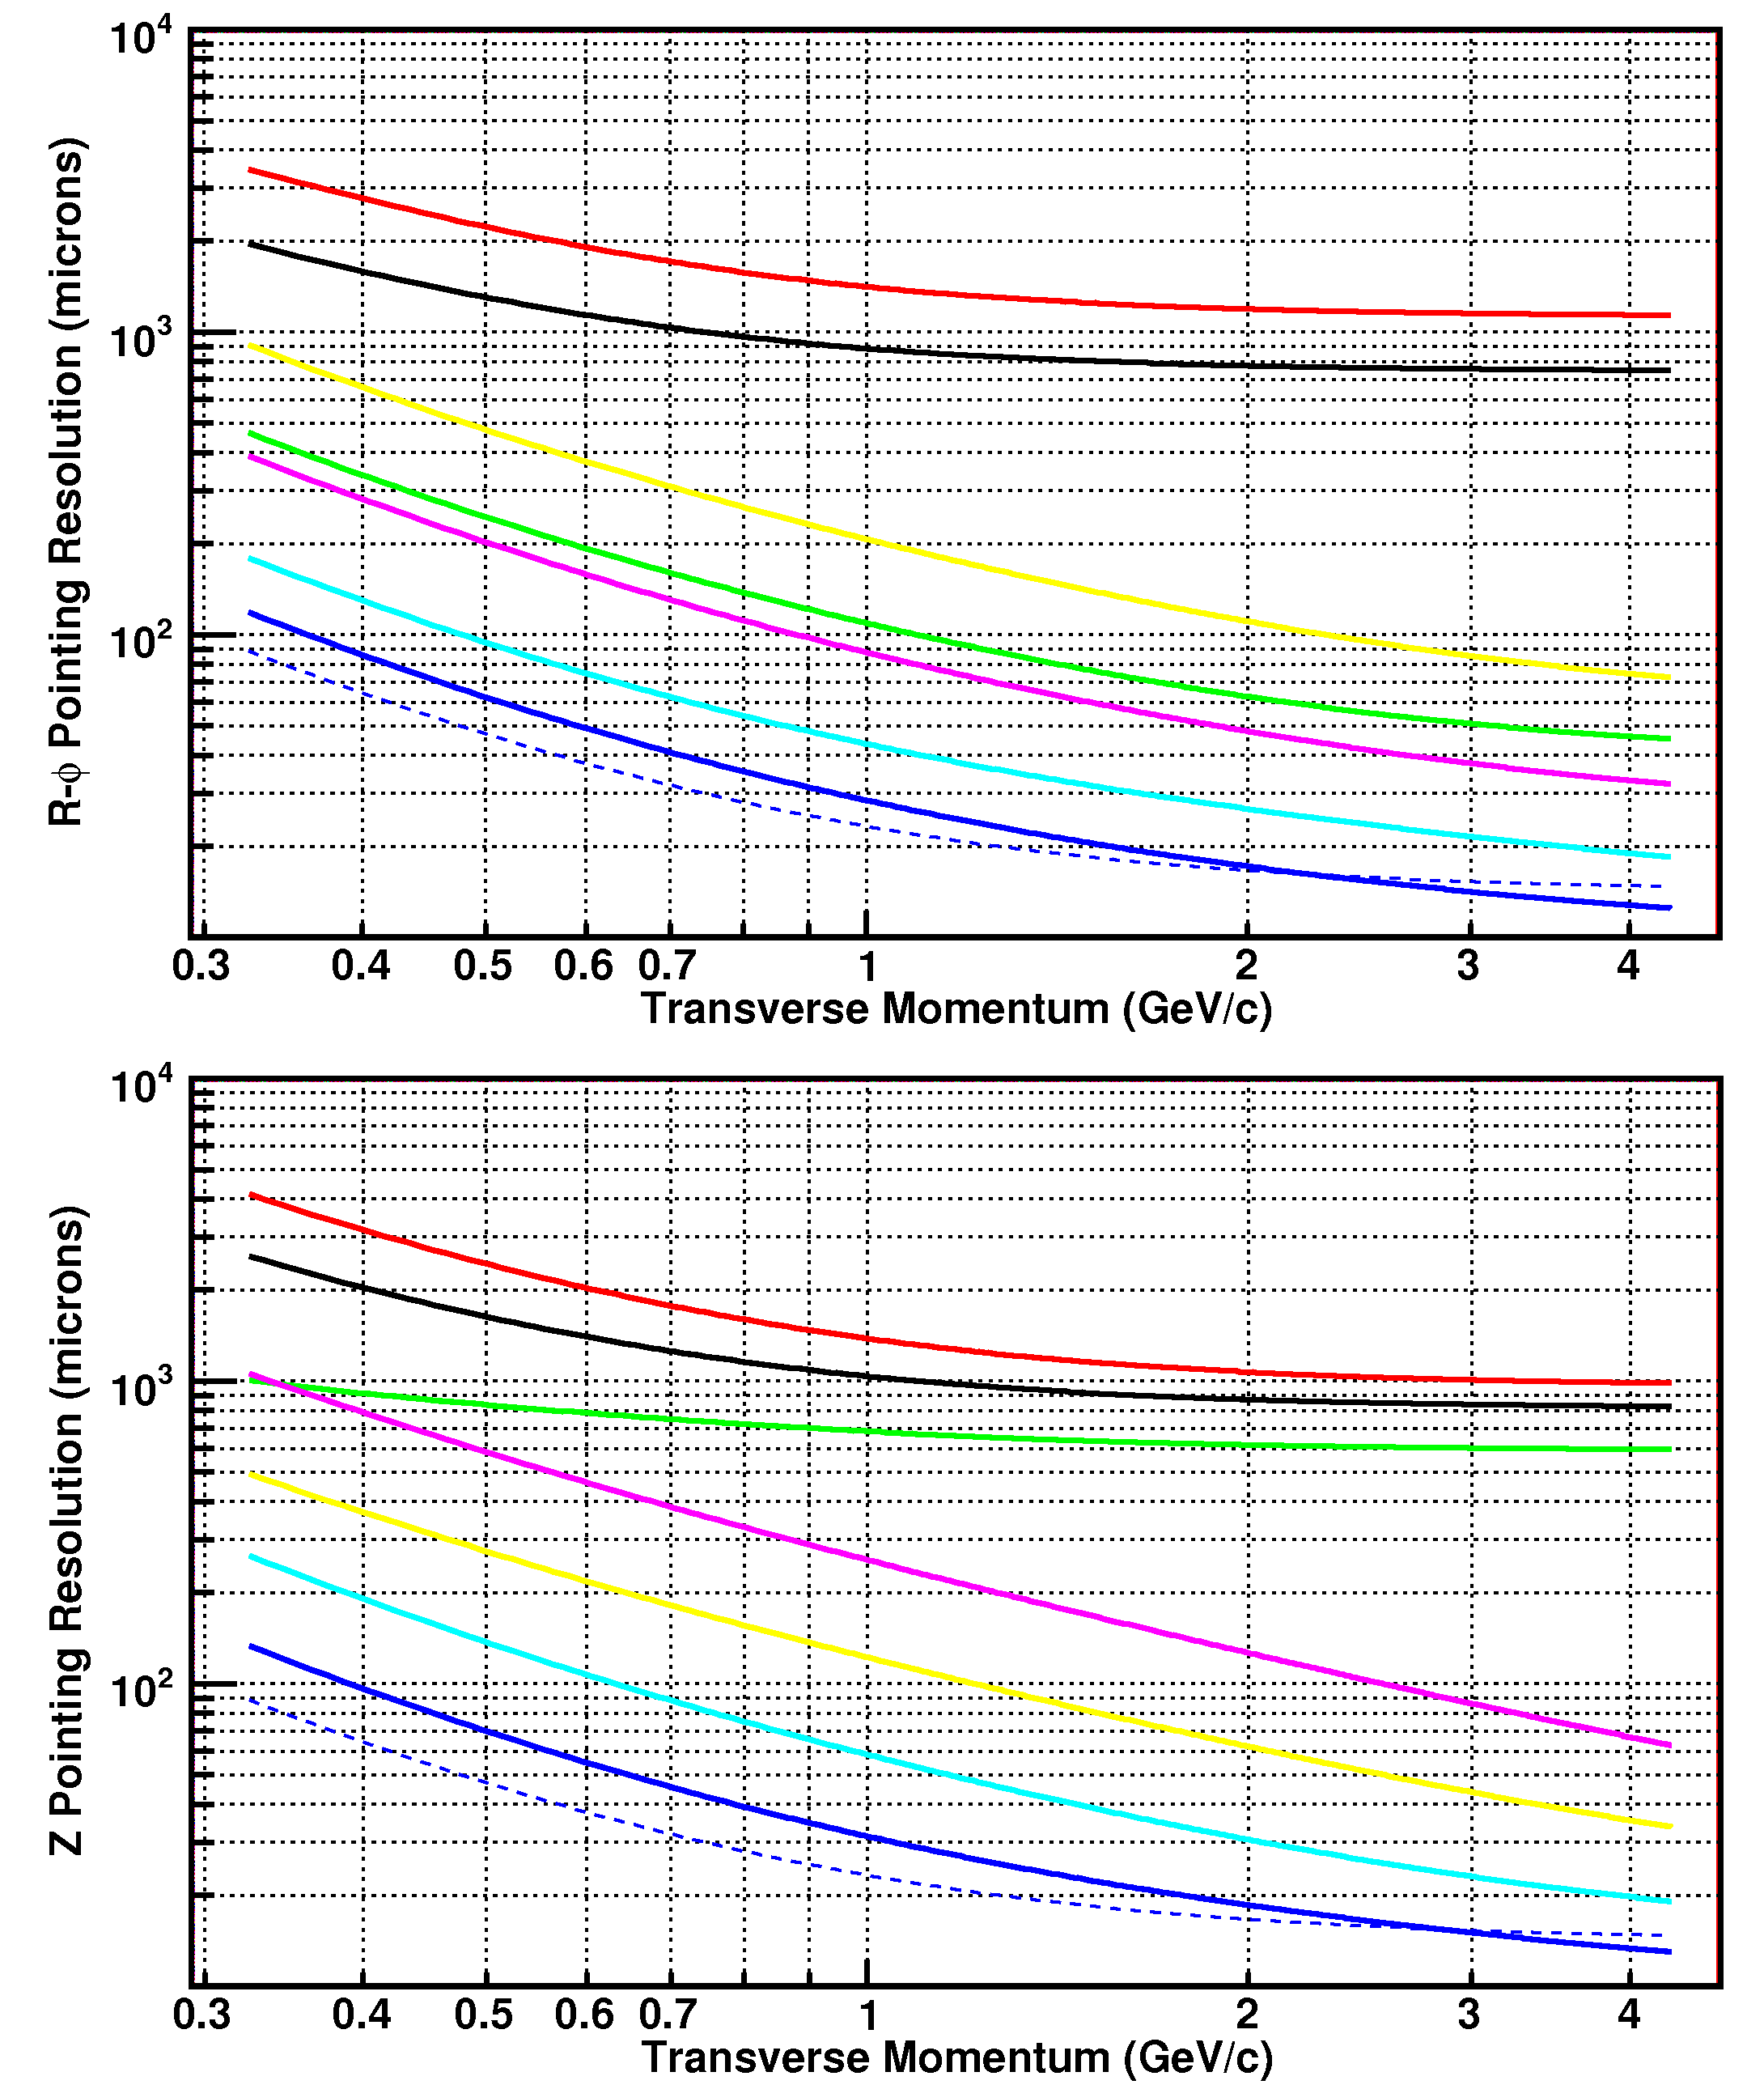 10^4
10^3
10^2
R-ϕ Pointing Resolution (microns)
0.3 0.4 0.5 0.6 0.7 1 2 3 4
Transverse Momentum (GeV/c)
10^4
10^3
10^2
Z Pointing Resolution (microns)
0.3 0.4 0.5 0.6 0.7 1 2 3 4
Transverse Momentum (GeV/c)